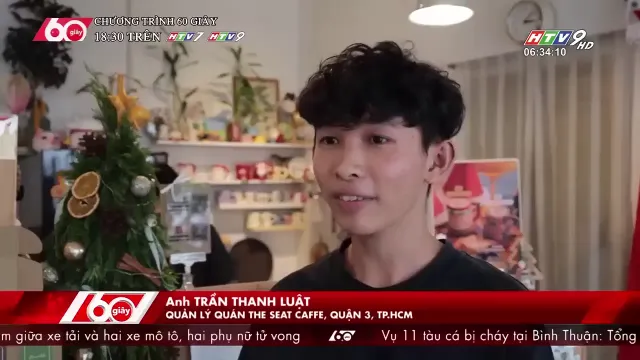 60 giây
CHƯƠNG TRÌNH 60 GIÂY
18:30 TRÊN HTV7 HTV9
HTV9 HD
06:34:10
60 giây
Anh TRẦN THANH LUẬT
QUẢN LÝ QUÁN THE SEAT CAFFE, QUẬN 3, TP.HCM
m giữa xe tải và hai xe mô tô, hai phụ nữ tử vong
60 giây
Vụ 11 tàu cá bị cháy tại Bình Thuận: Tổng